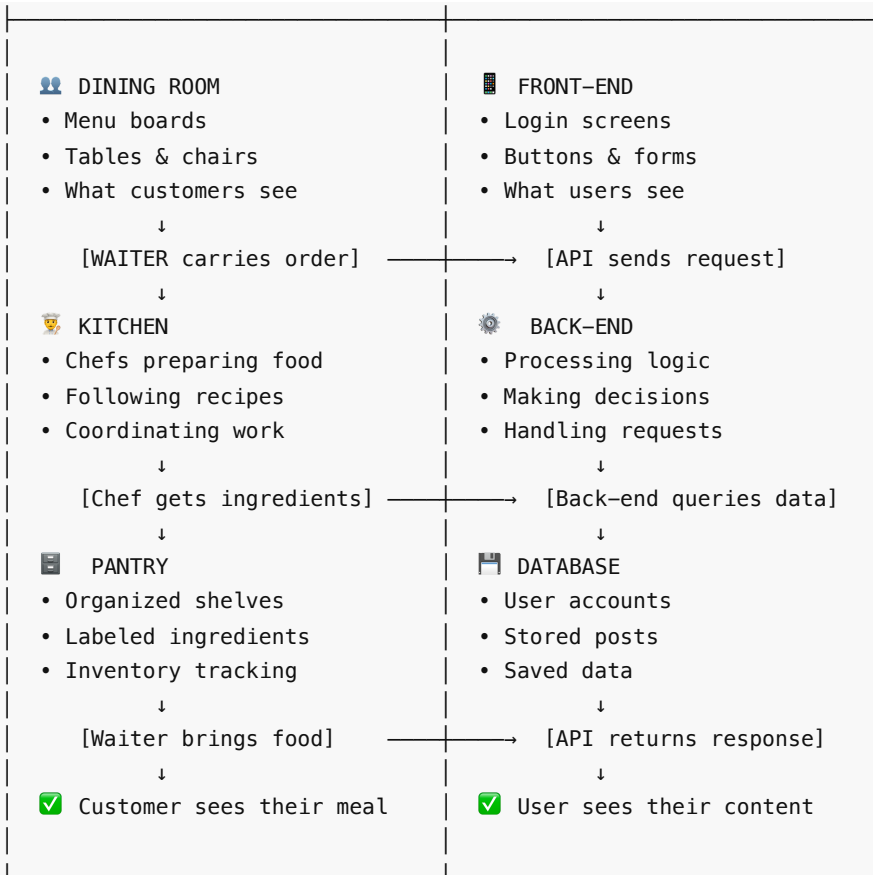 👥 DINING ROOM | 📱 FRONT-END
• Menu boards | • Login screens
• Tables & chairs | • Buttons & forms
• What customers see | • What users see
↓ | ↓
[WAITER carries order] ───┼───→ [API sends request]
↓ | ↓
👨‍🍳 KITCHEN | ⚙️ BACK-END
• Chefs preparing food | • Processing logic
• Following recipes | • Making decisions
• Coordinating work | • Handling requests
↓ | ↓
[Chef gets ingredients] ───┼───→ [Back-end queries data]
↓ | ↓
🗄️ PANTRY | 💾 DATABASE
• Organized shelves | • User accounts
• Labeled ingredients | • Stored posts
• Inventory tracking | • Saved data
↓ | ↓
[Waiter brings food] ───┼───→ [API returns response]
↓ | ↓
✅ Customer sees their meal | ✅ User sees their content